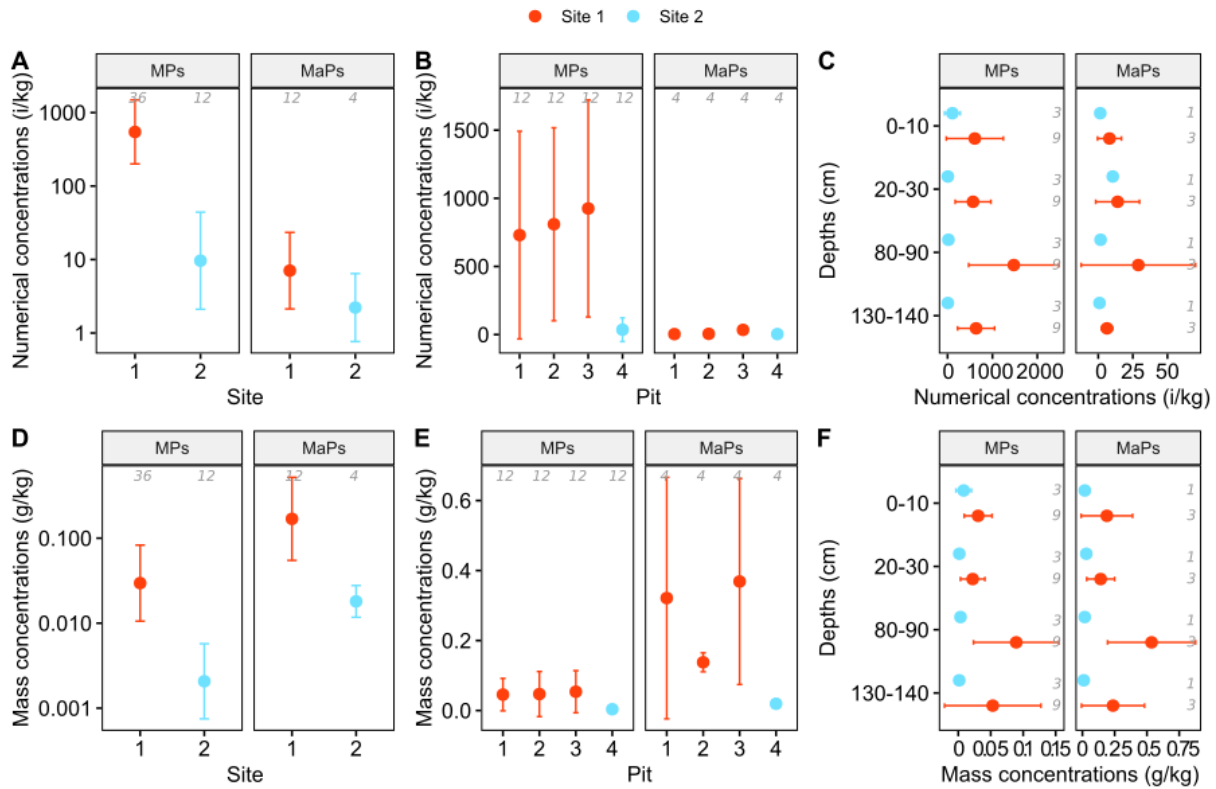 Site 1 Site 2
A
MPs MaPs
36 12 12 4
Numerical concentrations (i/kg)
1000
100
10
1
1 2 1 2
Site
B
MPs MaPs
12 12 12 12 4 4 4 4
Numerical concentrations (i/kg)
1500
1000
500
0
1 2 3 4 1 2 3 4
Pit
C
MPs MaPs
Depths (cm)
0-10
3 1
9 3
20-30
3 1
9 3
80-90
3 1
9 3
130-140
3 1
9 3
0 1000 2000 0 25 50
Numerical concentrations (i/kg)
D
MPs MaPs
36 12 12 4
Mass concentrations (g/kg)
0.100
0.010
0.001
1 2 1 2
Site
E
MPs MaPs
12 12 12 12 4 4 4 4
Mass concentrations (g/kg)
0.6
0.4
0.2
0.0
1 2 3 4 1 2 3 4
Pit
F
MPs MaPs
Depths (cm)
0-10
3 1
9 3
20-30
3 1
9 3
80-90
3 1
9 3
130-140
3 1
9 3
0 0.05 0.1 0.15 0 0.25 0.5 0.75
Mass concentrations (g/kg)